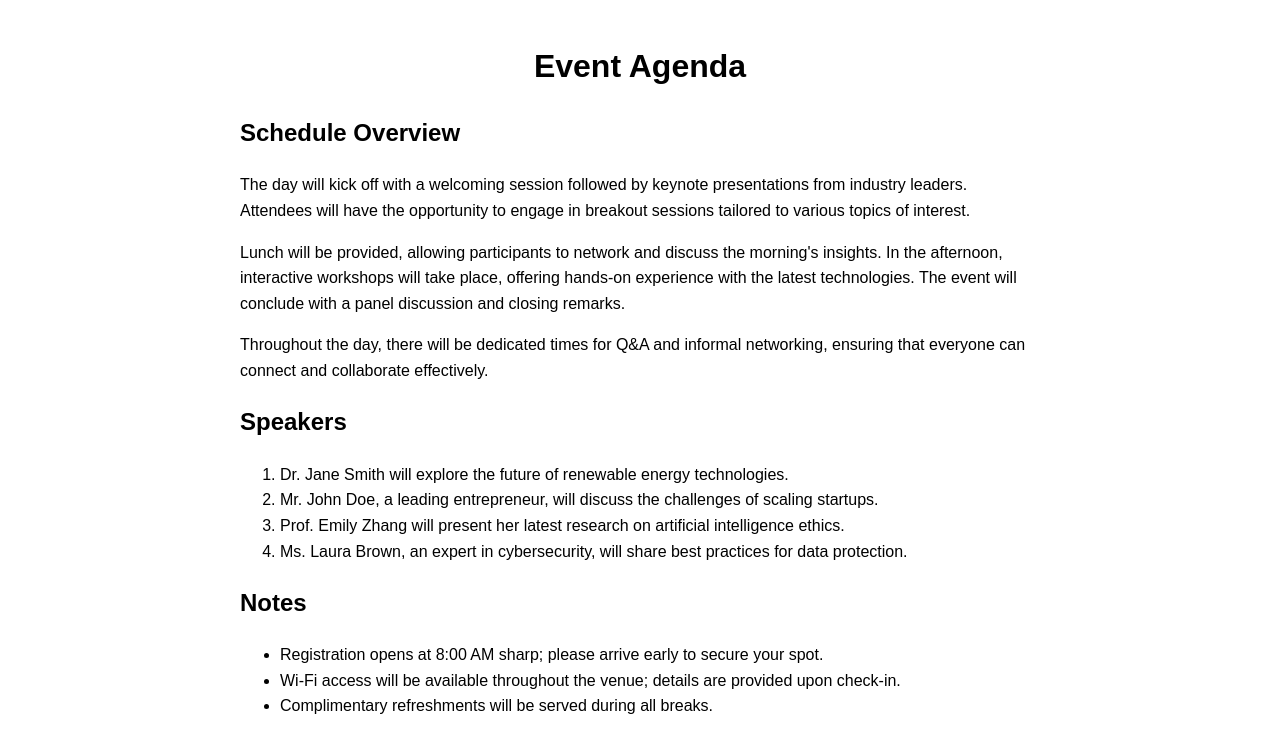 Event Agenda
Schedule Overview
The day will kick off with a welcoming session followed by keynote presentations from industry leaders.
Attendees will have the opportunity to engage in breakout sessions tailored to various topics of interest.
Lunch will be provided, allowing participants to network and discuss the morning's insights. In the afternoon,
interactive workshops will take place, offering hands-on experience with the latest technologies. The event will
conclude with a panel discussion and closing remarks.
Throughout the day, there will be dedicated times for Q&A and informal networking, ensuring that everyone can
connect and collaborate effectively.
Speakers
1. Dr. Jane Smith will explore the future of renewable energy technologies.
2. Mr. John Doe, a leading entrepreneur, will discuss the challenges of scaling startups.
3. Prof. Emily Zhang will present her latest research on artificial intelligence ethics.
4. Ms. Laura Brown, an expert in cybersecurity, will share best practices for data protection.
Notes
• Registration opens at 8:00 AM sharp; please arrive early to secure your spot.
• Wi-Fi access will be available throughout the venue; details are provided upon check-in.
• Complimentary refreshments will be served during all breaks.